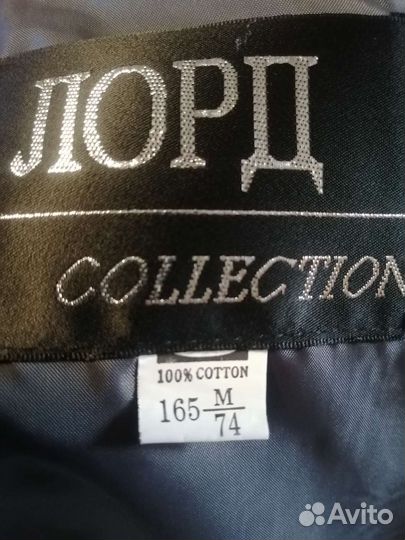 ЛОРД
COLLECTION
100% COTTON
165 M/74
Avito